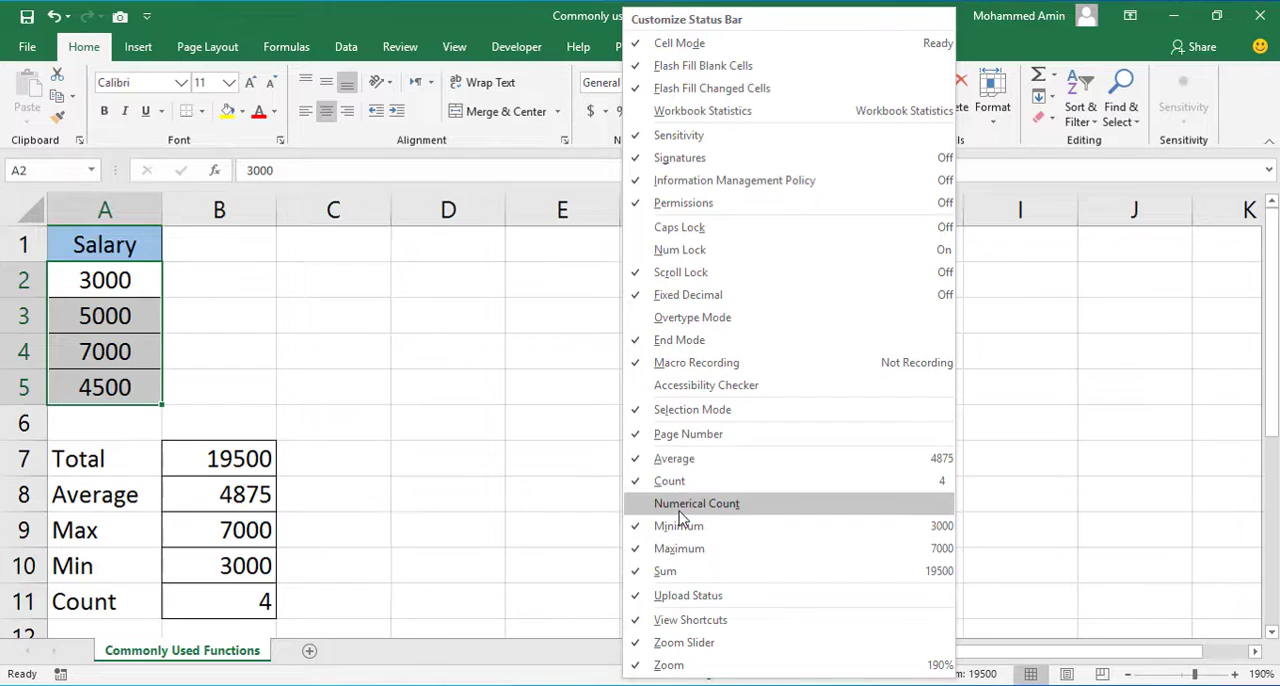 Commonly u
Mohammed Amin
File Home Insert Page Layout Formulas Data Review View Developer Help P
Share
Paste
Calibri 11
Wrap Text
General
Merge & Center
$
Format
Sort & Filter
Find & Select
Sensitivity
Clipboard Font Alignment Editing Sensitivity
A2 fx 3000
A B C D E I J K
1 Salary
2 3000
3 5000
4 7000
5 4500
6
7 Total 19500
8 Average 4875
9 Max 7000
10 Min 3000
11 Count 4
12
Customize Status Bar
Cell Mode Ready
Flash Fill Blank Cells
Flash Fill Changed Cells
Workbook Statistics Workbook Statistics
Sensitivity
Signatures Off
Information Management Policy Off
Permissions Off
Caps Lock Off
Num Lock On
Scroll Lock Off
Fixed Decimal Off
Overtype Mode
End Mode
Macro Recording Not Recording
Accessibility Checker
Selection Mode
Page Number
Average 4875
Count 4
Numerical Count
Minimum 3000
Maximum 7000
Sum 19500
Upload Status
View Shortcuts
Zoom Slider
Zoom 190%
Commonly Used Functions
Ready
m: 19500
190%